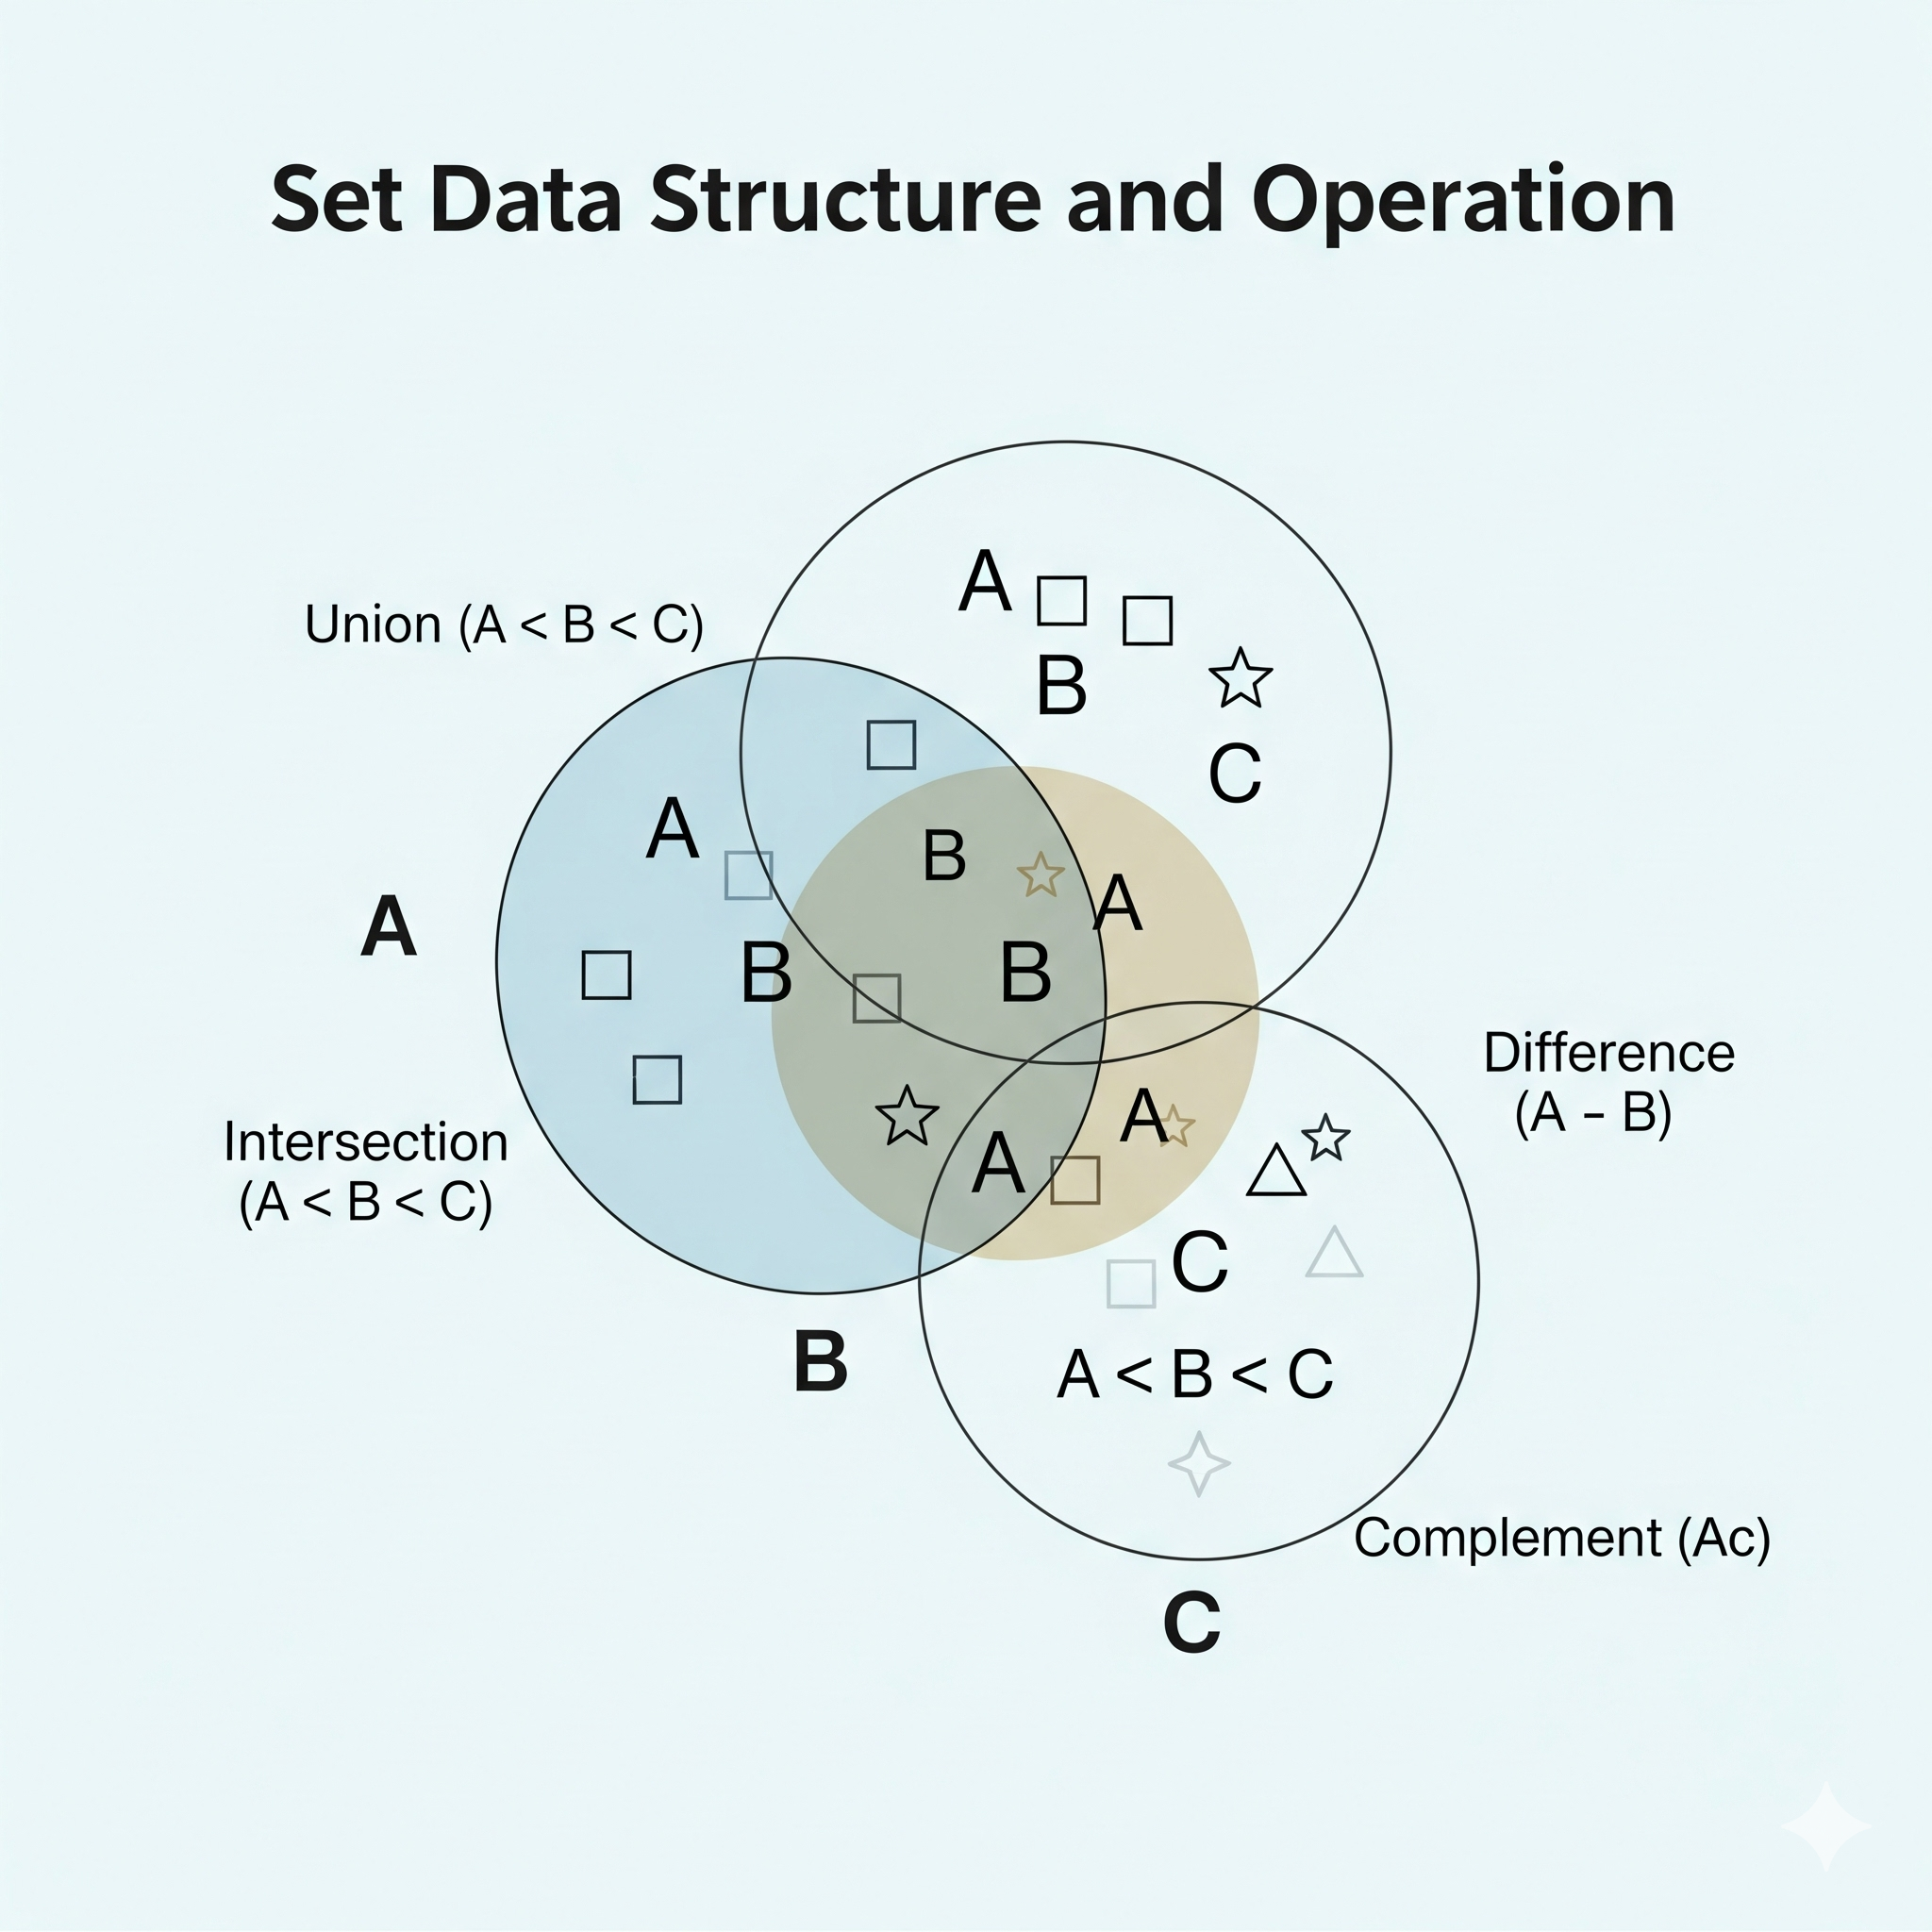 Set Data Structure and Operation
A
Union (A < B < C)
B
C
A
B
A
A
B
B
Difference
(A – B)
A
Intersection
(A < B < C)
A
C
B
A < B < C
Complement (Ac)
C